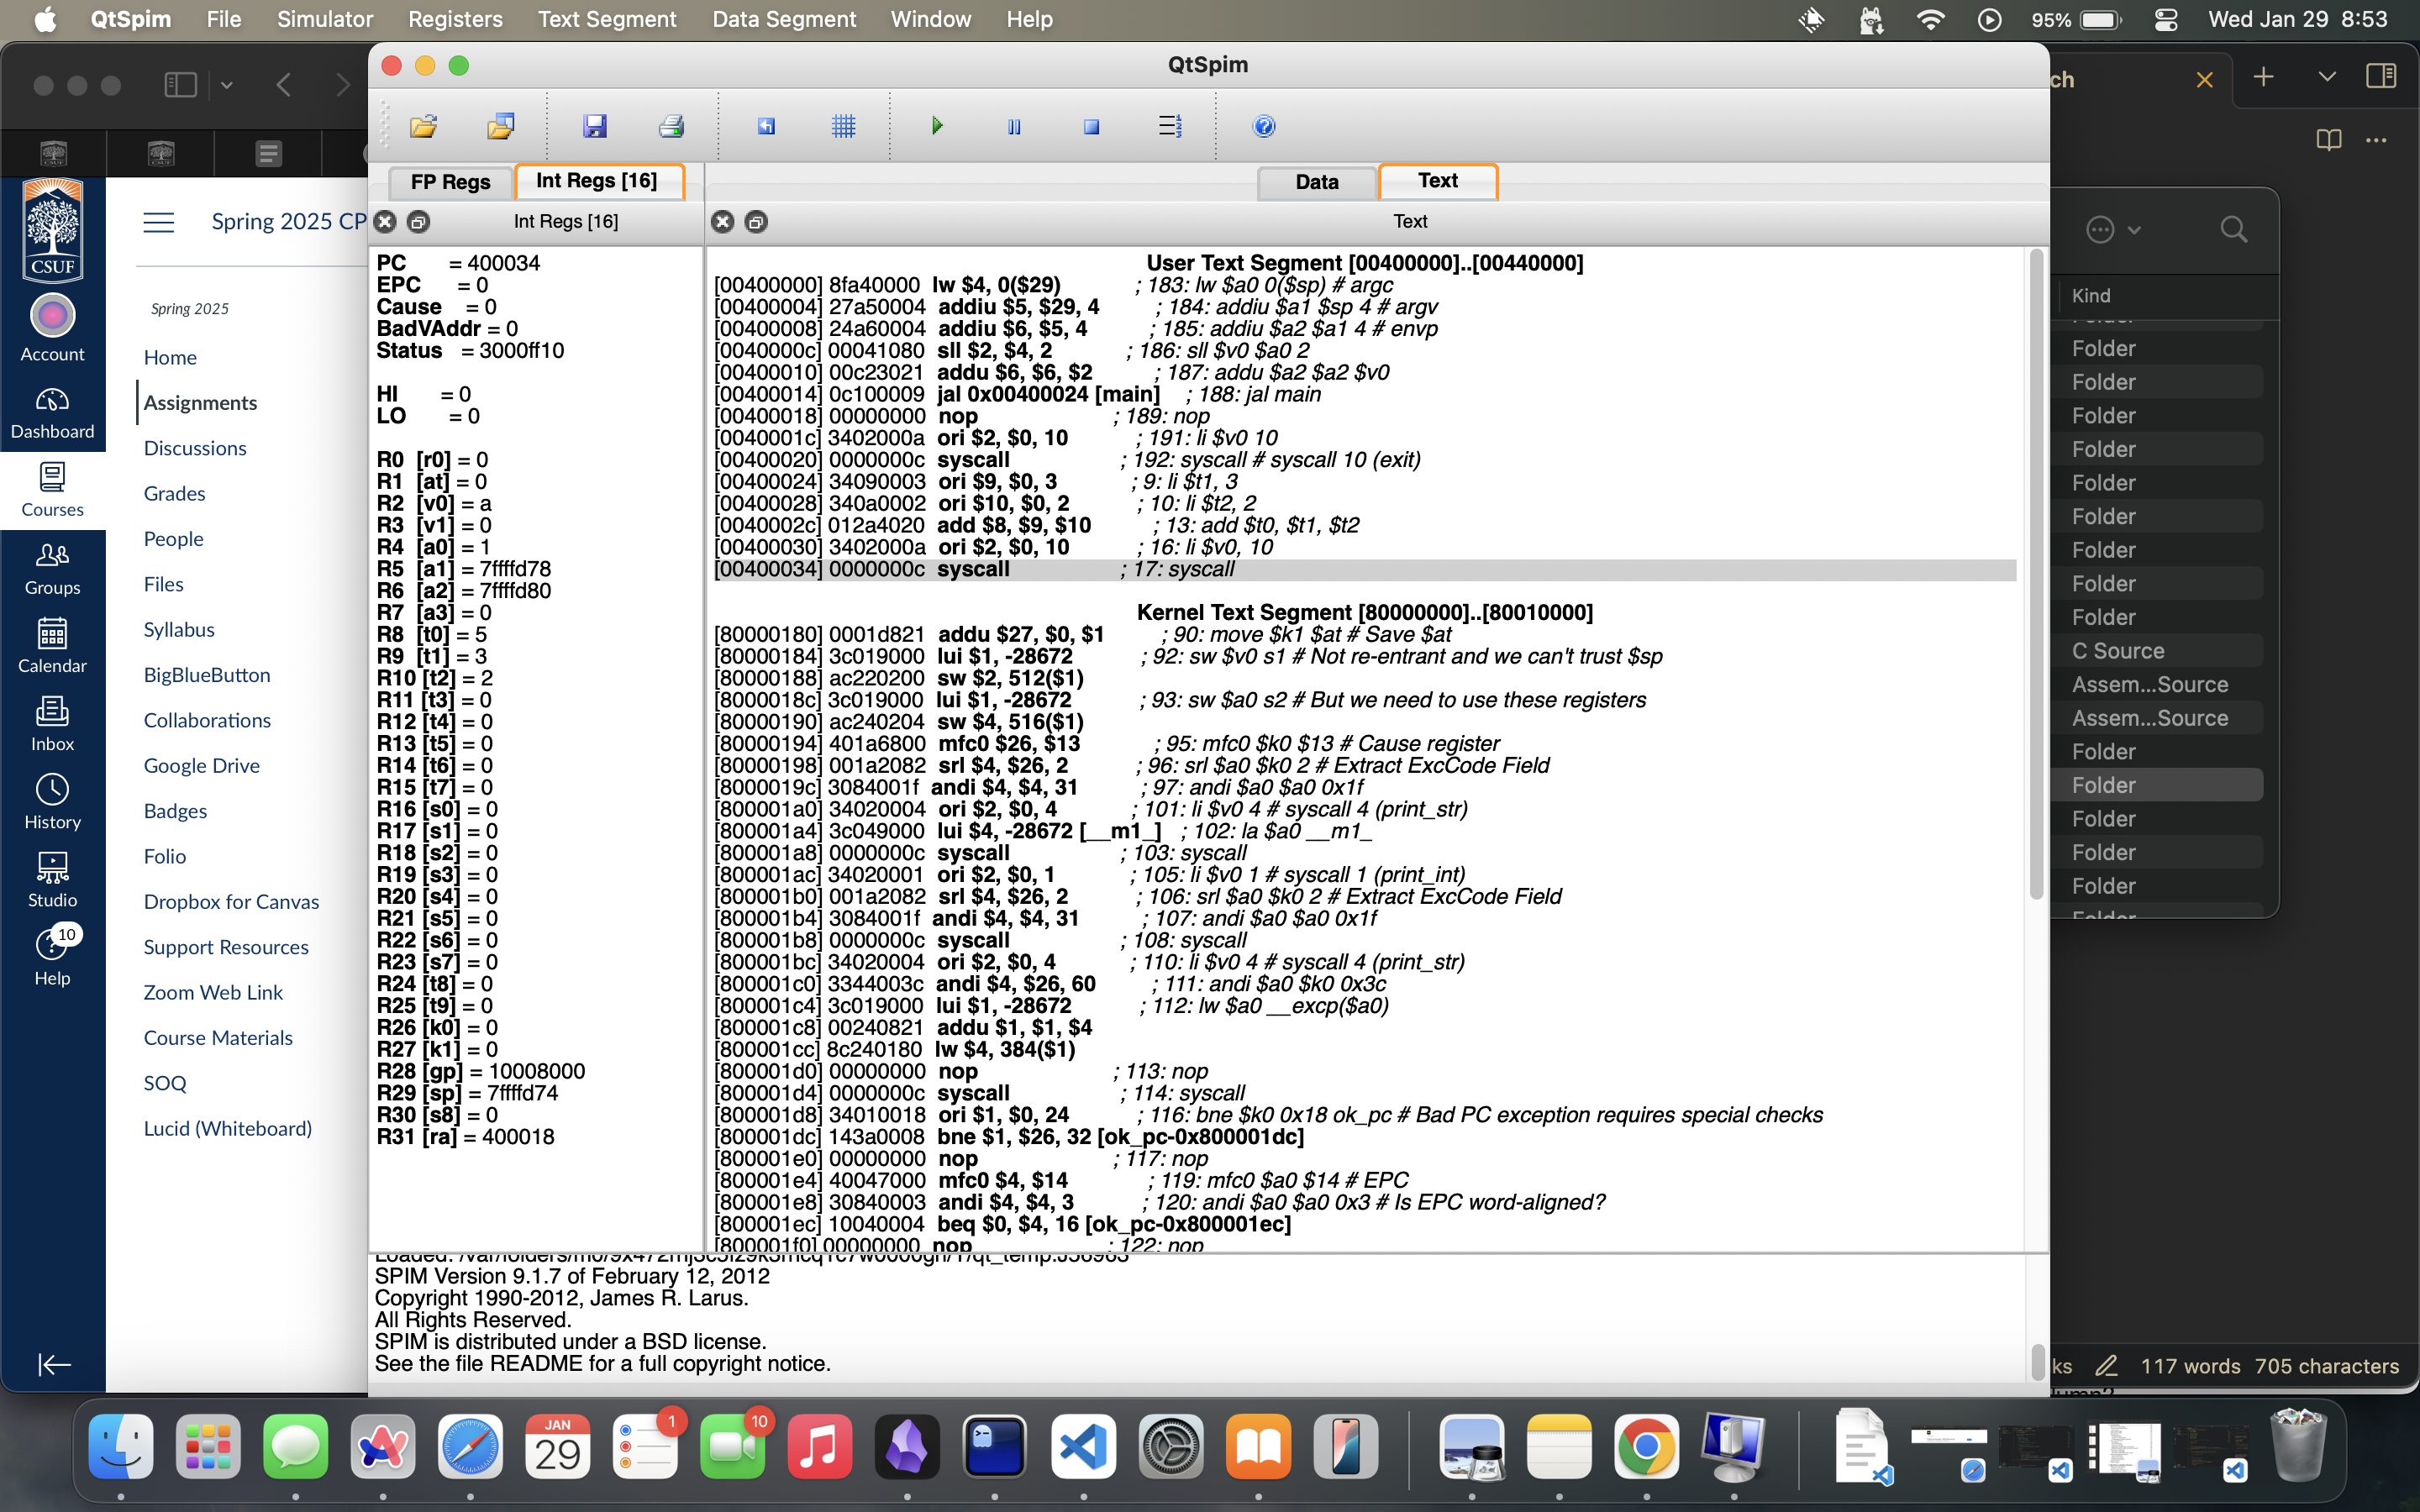 QtSpim File Simulator Registers Text Segment Data Segment Window Help 95% Wed Jan 29 8:53
QtSpim
ch
FP Regs Int Regs [16] Data Text
Int Regs [16] Text
CSUF
Account
Dashboard
Courses
Groups
Calendar
Inbox
History
Studio
10
Help
Spring 2025 CP
Spring 2025
Home
Assignments
Discussions
Grades
People
Files
Syllabus
BigBlueButton
Collaborations
Google Drive
Badges
Folio
Dropbox for Canvas
Support Resources
Zoom Web Link
Course Materials
SOQ
Lucid (Whiteboard)
PC = 400034
EPC = 0
Cause = 0
BadVAddr = 0
Status = 3000ff10
HI = 0
LO = 0
R0 [r0] = 0
R1 [at] = 0
R2 [v0] = a
R3 [v1] = 0
R4 [a0] = 1
R5 [a1] = 7ffffd78
R6 [a2] = 7ffffd80
R7 [a3] = 0
R8 [t0] = 5
R9 [t1] = 3
R10 [t2] = 2
R11 [t3] = 0
R12 [t4] = 0
R13 [t5] = 0
R14 [t6] = 0
R15 [t7] = 0
R16 [s0] = 0
R17 [s1] = 0
R18 [s2] = 0
R19 [s3] = 0
R20 [s4] = 0
R21 [s5] = 0
R22 [s6] = 0
R23 [s7] = 0
R24 [t8] = 0
R25 [t9] = 0
R26 [k0] = 0
R27 [k1] = 0
R28 [gp] = 10008000
R29 [sp] = 7ffffd74
R30 [s8] = 0
R31 [ra] = 400018
User Text Segment [00400000]..[00440000]
[00400000] 8fa40000 lw $4, 0($29) ; 183: lw $a0 0($sp) # argc
[00400004] 27a50004 addiu $5, $29, 4 ; 184: addiu $a1 $sp 4 # argv
[00400008] 24a60004 addiu $6, $5, 4 ; 185: addiu $a2 $a1 4 # envp
[0040000c] 00041080 sll $2, $4, 2 ; 186: sll $v0 $a0 2
[00400010] 00c23021 addu $6, $6, $2 ; 187: addu $a2 $a2 $v0
[00400014] 0c100009 jal 0x00400024 [main] ; 188: jal main
[00400018] 00000000 nop ; 189: nop
[0040001c] 3402000a ori $2, $0, 10 ; 191: li $v0 10
[00400020] 0000000c syscall ; 192: syscall # syscall 10 (exit)
[00400024] 34090003 ori $9, $0, 3 ; 9: li $t1, 3
[00400028] 340a0002 ori $10, $0, 2 ; 10: li $t2, 2
[0040002c] 012a4020 add $8, $9, $10 ; 13: add $t0, $t1, $t2
[00400030] 3402000a ori $2, $0, 10 ; 16: li $v0, 10
[00400034] 0000000c syscall ; 17: syscall
Kernel Text Segment [80000000]..[80010000]
[80000180] 0001d821 addu $27, $0, $1 ; 90: move $k1 $at # Save $at
[80000184] 3c019000 lui $1, -28672 ; 92: sw $v0 s1 # Not re-entrant and we can't trust $sp
[80000188] ac220200 sw $2, 512($1)
[8000018c] 3c019000 lui $1, -28672 ; 93: sw $a0 s2 # But we need to use these registers
[80000190] ac240204 sw $4, 516($1)
[80000194] 401a6800 mfc0 $26, $13 ; 95: mfc0 $k0 $13 # Cause register
[80000198] 001a2082 srl $4, $26, 2 ; 96: srl $a0 $k0 2 # Extract ExcCode Field
[8000019c] 3084001f andi $4, $4, 31 ; 97: andi $a0 $a0 0x1f
[800001a0] 34020004 ori $2, $0, 4 ; 101: li $v0 4 # syscall 4 (print_str)
[800001a4] 3c049000 lui $4, -28672 [__m1_] ; 102: la $a0 __m1_
[800001a8] 0000000c syscall ; 103: syscall
[800001ac] 34020001 ori $2, $0, 1 ; 105: li $v0 1 # syscall 1 (print_int)
[800001b0] 001a2082 srl $4, $26, 2 ; 106: srl $a0 $k0 2 # Extract ExcCode Field
[800001b4] 3084001f andi $4, $4, 31 ; 107: andi $a0 $a0 0x1f
[800001b8] 0000000c syscall ; 108: syscall
[800001bc] 34020004 ori $2, $0, 4 ; 110: li $v0 4 # syscall 4 (print_str)
[800001c0] 3344003c andi $4, $26, 60 ; 111: andi $a0 $k0 0x3c
[800001c4] 3c019000 lui $1, -28672 ; 112: lw $a0 __excp($a0)
[800001c8] 00240821 addu $1, $1, $4
[800001cc] 8c240180 lw $4, 384($1)
[800001d0] 00000000 nop ; 113: nop
[800001d4] 0000000c syscall ; 114: syscall
[800001d8] 34010018 ori $1, $0, 24 ; 116: bne $k0 0x18 ok_pc # Bad PC exception requires special checks
[800001dc] 143a0008 bne $1, $26, 32 [ok_pc-0x800001dc]
[800001e0] 00000000 nop ; 117: nop
[800001e4] 40047000 mfc0 $4, $14 ; 119: mfc0 $a0 $14 # EPC
[800001e8] 30840003 andi $4, $4, 3 ; 120: andi $a0 $a0 0x3 # Is EPC word-aligned?
[800001ec] 10040004 beq $0, $4, 16 [ok_pc-0x800001ec]
[800001f0] 00000000 nop ; 122: nop
SPIM Version 9.1.7 of February 12, 2012
Copyright 1990-2012, James R. Larus.
All Rights Reserved.
SPIM is distributed under a BSD license.
See the file README for a full copyright notice.
Kind
Folder
Folder
Folder
Folder
Folder
Folder
Folder
Folder
Folder
C Source
Assem...Source
Assem...Source
Folder
Folder
Folder
Folder
Folder
ks 117 words 705 characters
JAN
29
1
10